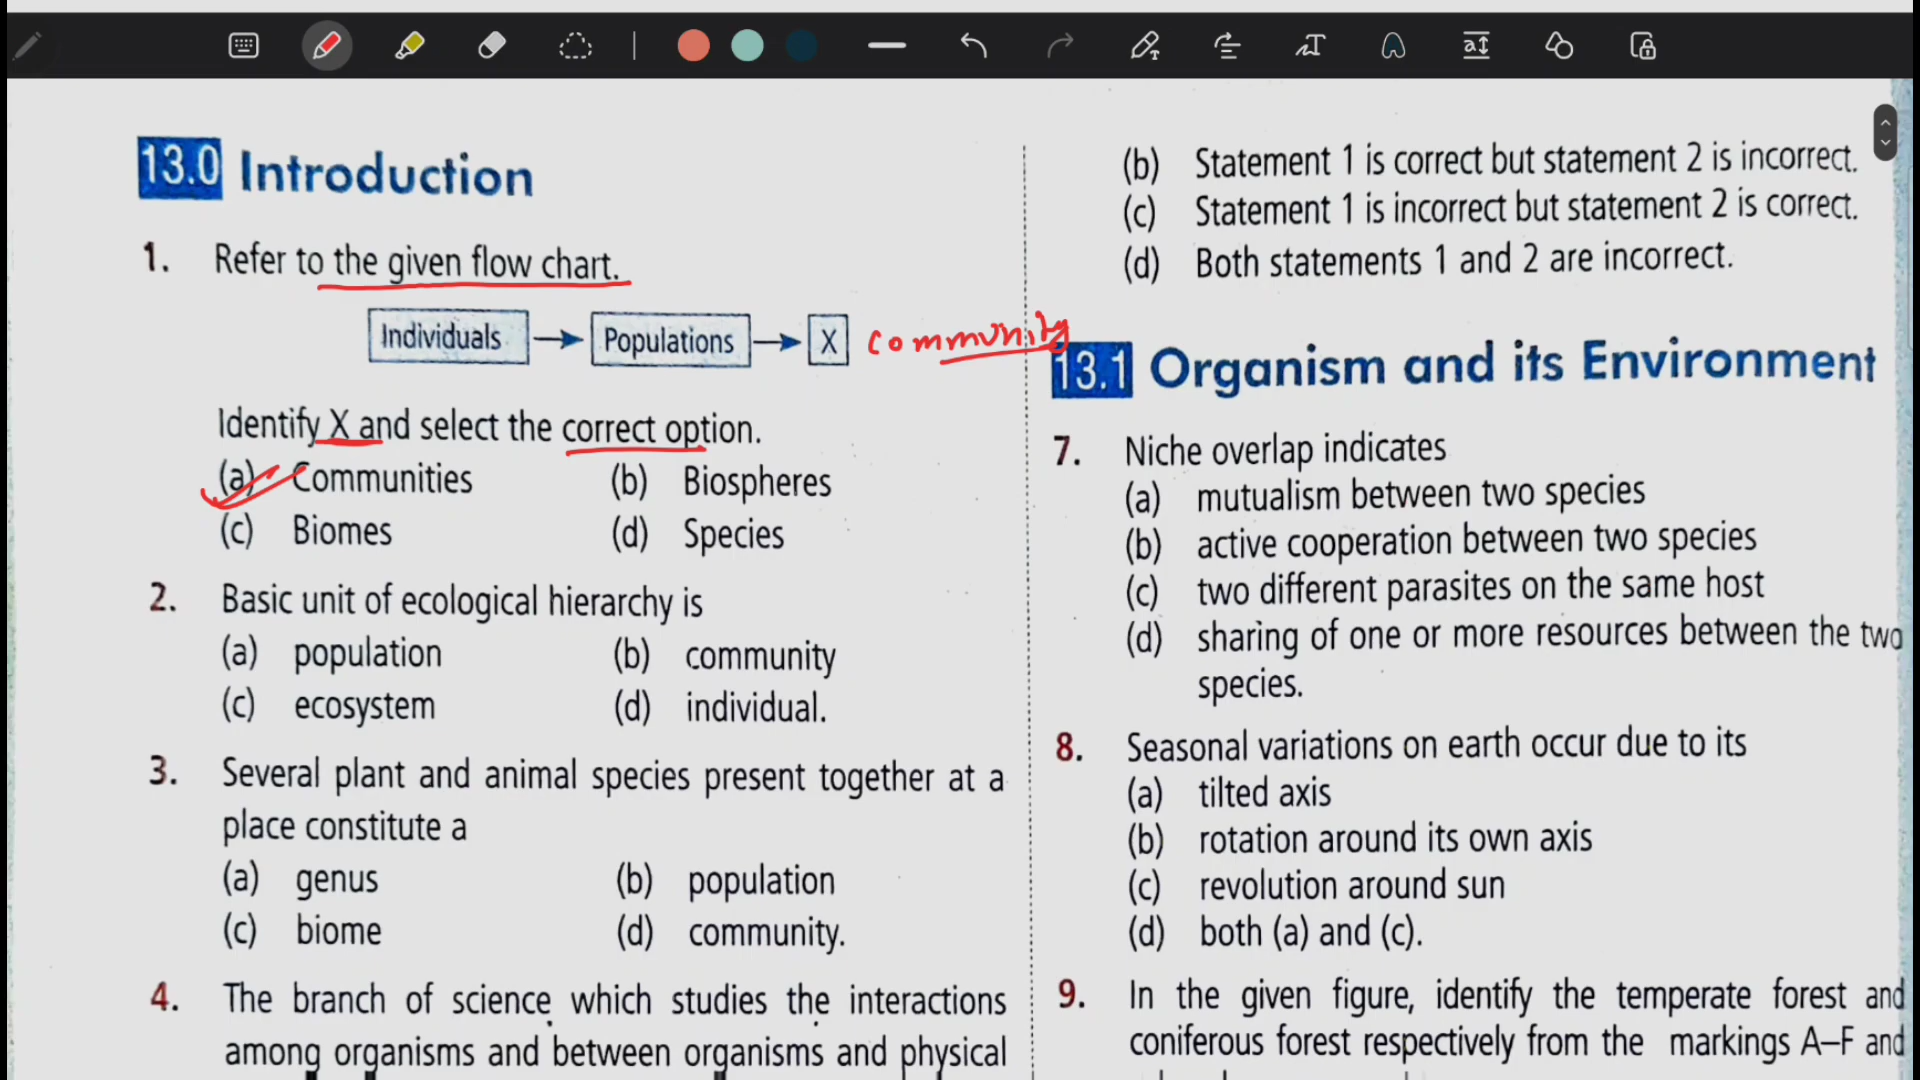 13.0 Introduction
1. Refer to the given flow chart.
Individuals → Populations → X community
Identify X and select the correct option.
(a) Communities (b) Biospheres
(c) Biomes (d) Species
2. Basic unit of ecological hierarchy is
(a) population (b) community
(c) ecosystem (d) individual.
3. Several plant and animal species present together at a
place constitute a
(a) genus (b) population
(c) biome (d) community.
4. The branch of science which studies the interactions
among organisms and between organisms and physical
(b) Statement 1 is correct but statement 2 is incorrect.
(c) Statement 1 is incorrect but statement 2 is correct.
(d) Both statements 1 and 2 are incorrect.
13.1 Organism and its Environment
7. Niche overlap indicates
(a) mutualism between two species
(b) active cooperation between two species
(c) two different parasites on the same host
(d) sharing of one or more resources between the two
species.
8. Seasonal variations on earth occur due to its
(a) tilted axis
(b) rotation around its own axis
(c) revolution around sun
(d) both (a) and (c).
9. In the given figure, identify the temperate forest and
coniferous forest respectively from the markings A–F and